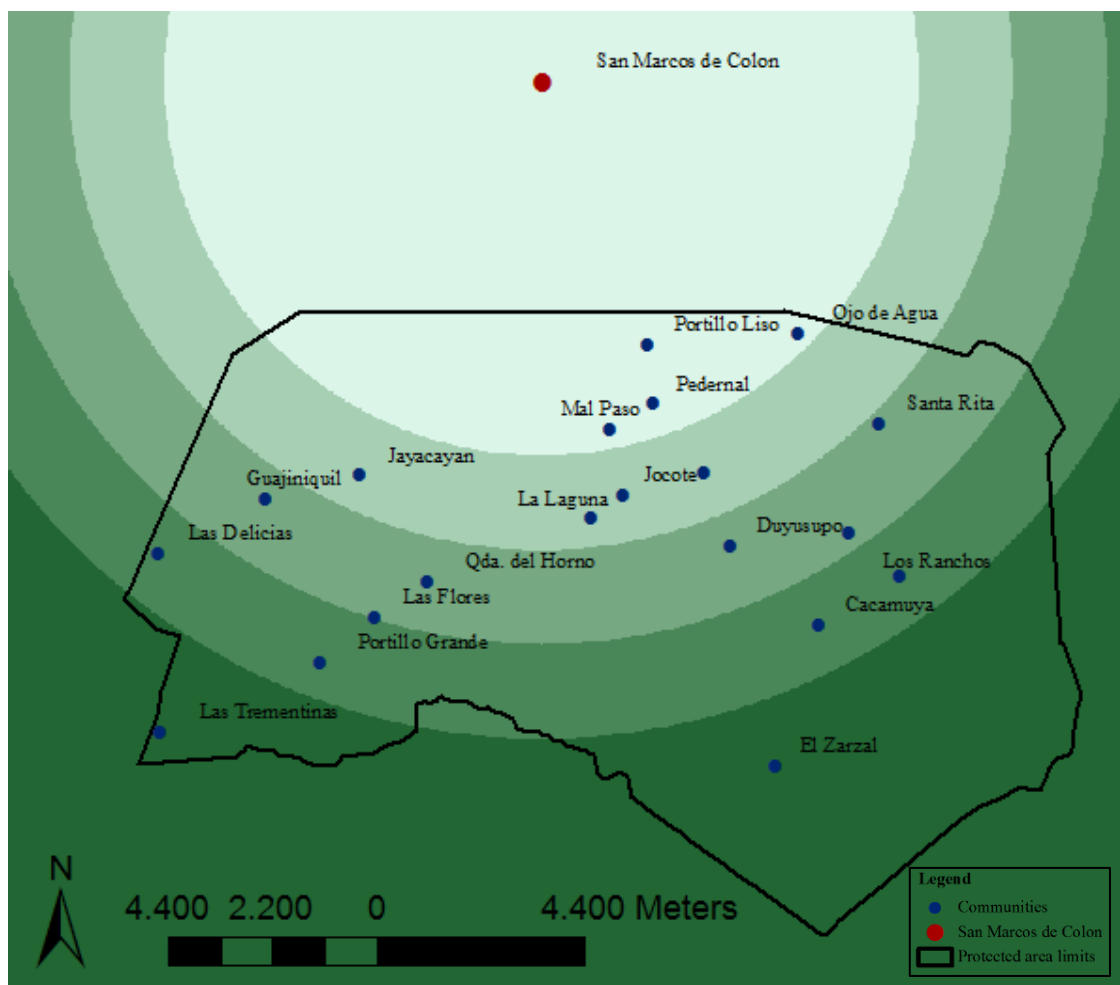 San Marcos de Colon
Ojo de Agua
Portillo Liso
Pedernal
Santa Rita
Mal Paso
Jayacayan
Guajiniquil
Jocote
La Laguna
Las Delicias
Duyusupo
Qda. del Horno
Los Ranchos
Las Flores
Cacamuya
Portillo Grande
Las Trementinas
El Zarzal
N
4.400 2.200 0 4.400 Meters
Legend
Communities
San Marcos de Colon
Protected area limits